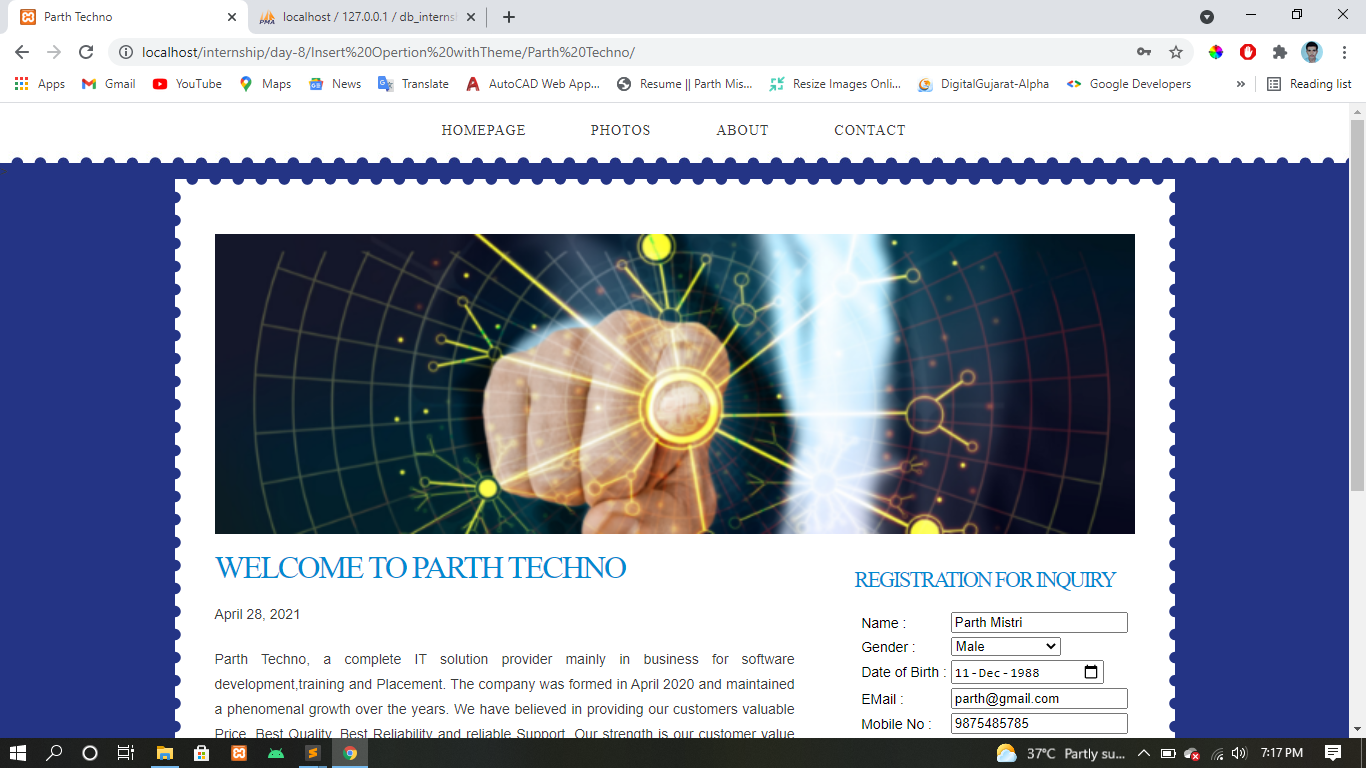 Parth Techno
localhost / 127.0.0.1 / db_interns
localhost/internship/day-8/Insert%20Opertion%20withTheme/Parth%20Techno/
Apps Gmail YouTube Maps News Translate AutoCAD Web App... Resume || Parth Mis... Resize Images Onli... DigitalGujarat-Alpha Google Developers » Reading list
HOMEPAGE PHOTOS ABOUT CONTACT
WELCOME TO PARTH TECHNO
April 28, 2021
Parth Techno, a complete IT solution provider mainly in business for software
development,training and Placement. The company was formed in April 2020 and maintained
a phenomenal growth over the years. We have believed in providing our customers valuable
Price, Best Quality, Best Reliability and reliable Support. Our strength is our customer value
REGISTRATION FOR INQUIRY
Name : Parth Mistri
Gender : Male
Date of Birth : 11-Dec-1988
EMail : parth@gmail.com
Mobile No : 9875485785
37°C Partly su... 7:17 PM